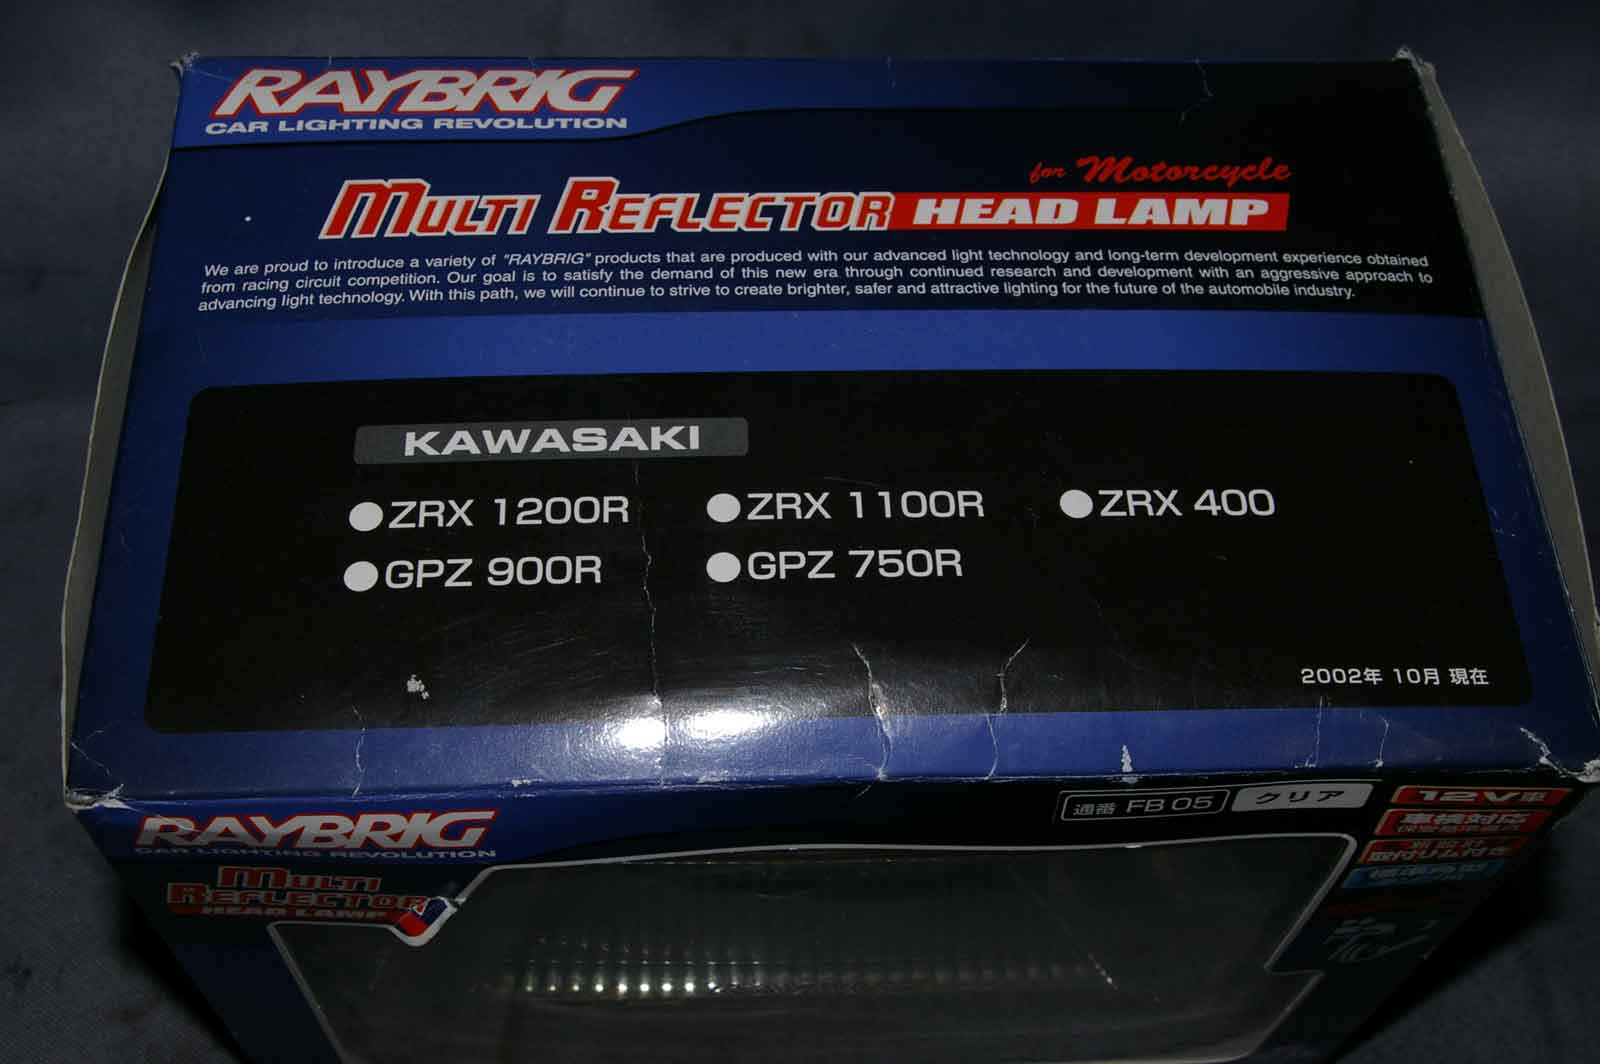 RAYBRIG
CAR LIGHTING REVOLUTION
for Motorcycle
MULTI REFLECTOR HEAD LAMP
We are proud to introduce a variety of "RAYBRIG" products that are produced with our advanced light technology and long-term development experience obtained
from racing circuit competition. Our goal is to satisfy the demand of this new era through continued research and development with an aggressive approach to
advancing light technology. With this path, we will continue to strive to create brighter, safer and attractive lighting for the future of the automobile industry.
KAWASAKI
●ZRX 1200R ●ZRX 1100R ●ZRX 400
●GPZ 900R ●GPZ 750R
2002年 10月 現在
通番 FB 05 クリア 12V車
RAYBRIG
車検対応
CAR LIGHTING REVOLUTION
取付リム付き
MULTI
REFLECTOR
HEAD LAMP